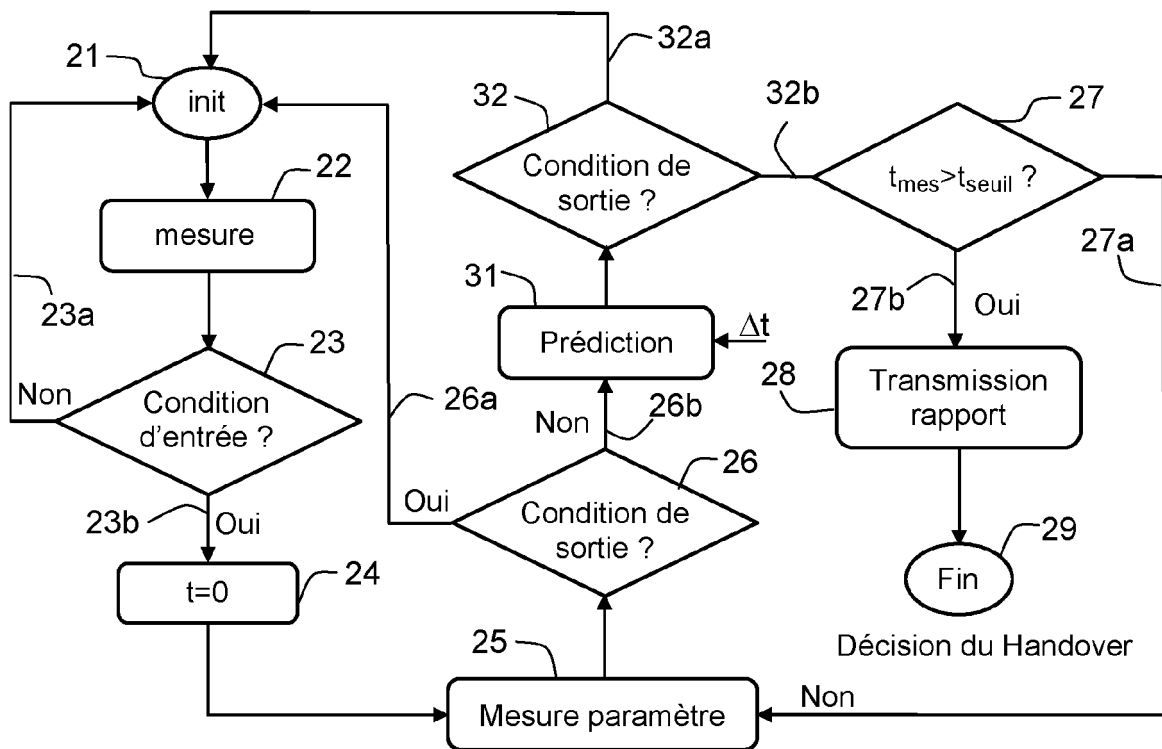 32a
21
init
32
32b
27
22
Condition de
sortie ?
tmes>tseuil ?
mesure
31
27a
23a
27b
Oui
23
Prédiction
Δt
Non
Condition
d'entrée ?
26a
Non
26b
28
Transmission
rapport
26
23b
Oui
Oui
Condition de
sortie ?
29
24
t=0
Fin
25
Décision du Handover
Mesure paramètre
Non